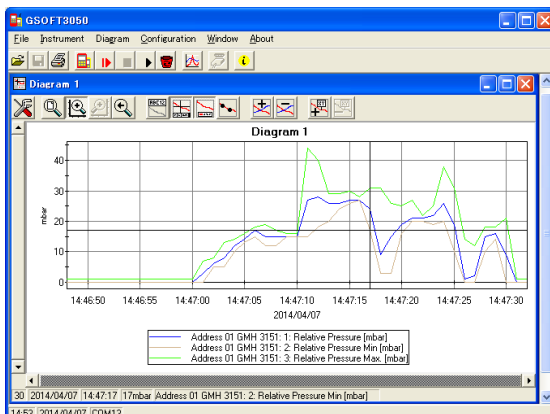 GSOFT3050
File Instrument Diagram Configuration Window About
Diagram 1
Diagram 1
mbar
40
30
20
10
0
14:46:50 14:46:55 14:47:00 14:47:05 14:47:10 14:47:15 14:47:20 14:47:25 14:47:30
2014/04/07
Address 01 GMH 3151: 1: Relative Pressure [mbar]
Address 01 GMH 3151: 2: Relative Pressure Min [mbar]
Address 01 GMH 3151: 3: Relative Pressure Max. [mbar]
30 2014/04/07 14:47:17 17mbar Address 01 GMH 3151: 2: Relative Pressure Min [mbar]
14:53 2014/04/07 COM12